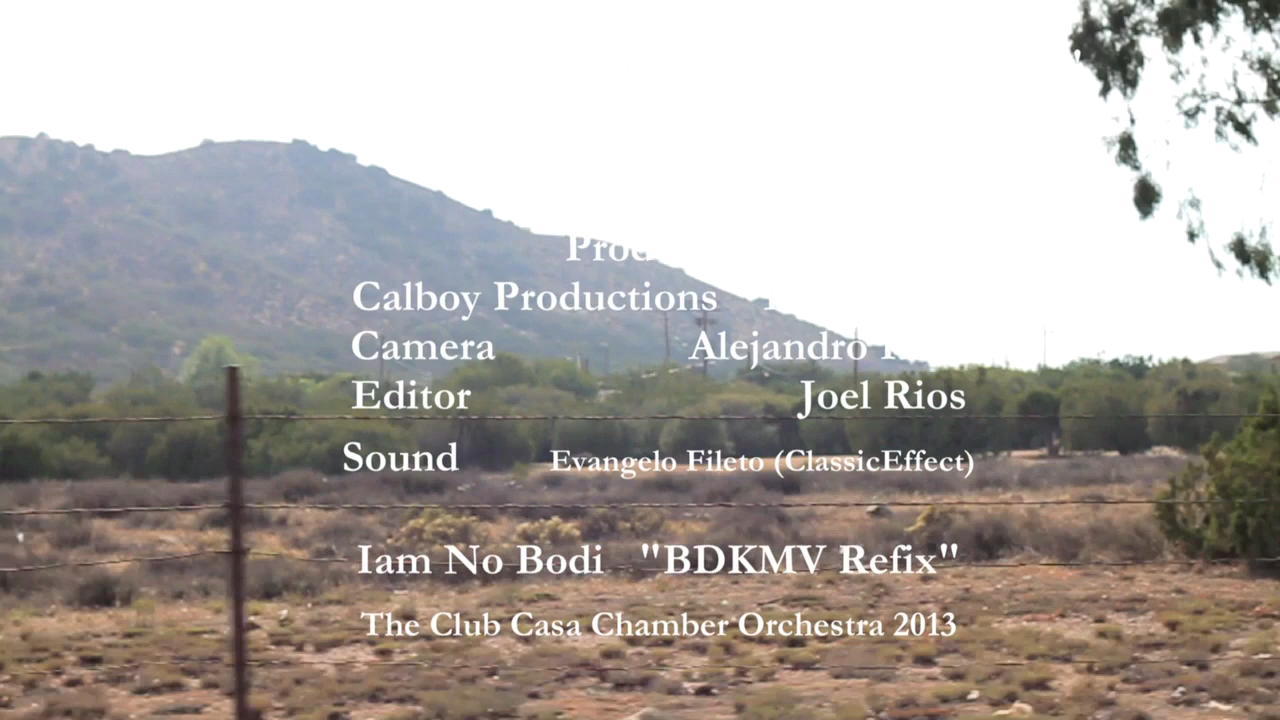 Calboy Productions
Camera Alejandro
Editor Joel Rios
Sound Evangelo Fileto (ClassicEffect)
Iam No Bodi "BDKMV Refix"
The Club Casa Chamber Orchestra 2013